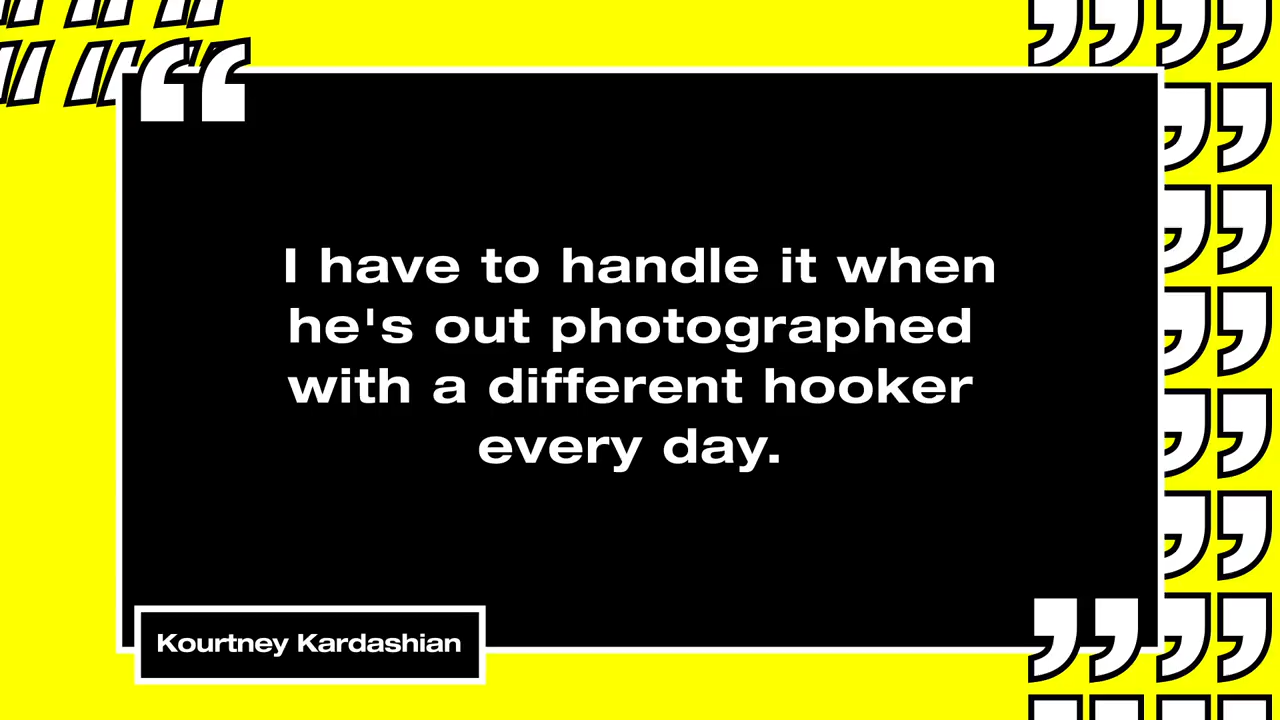 I have to handle it when
he's out photographed
with a different hooker
every day.
Kourtney Kardashian